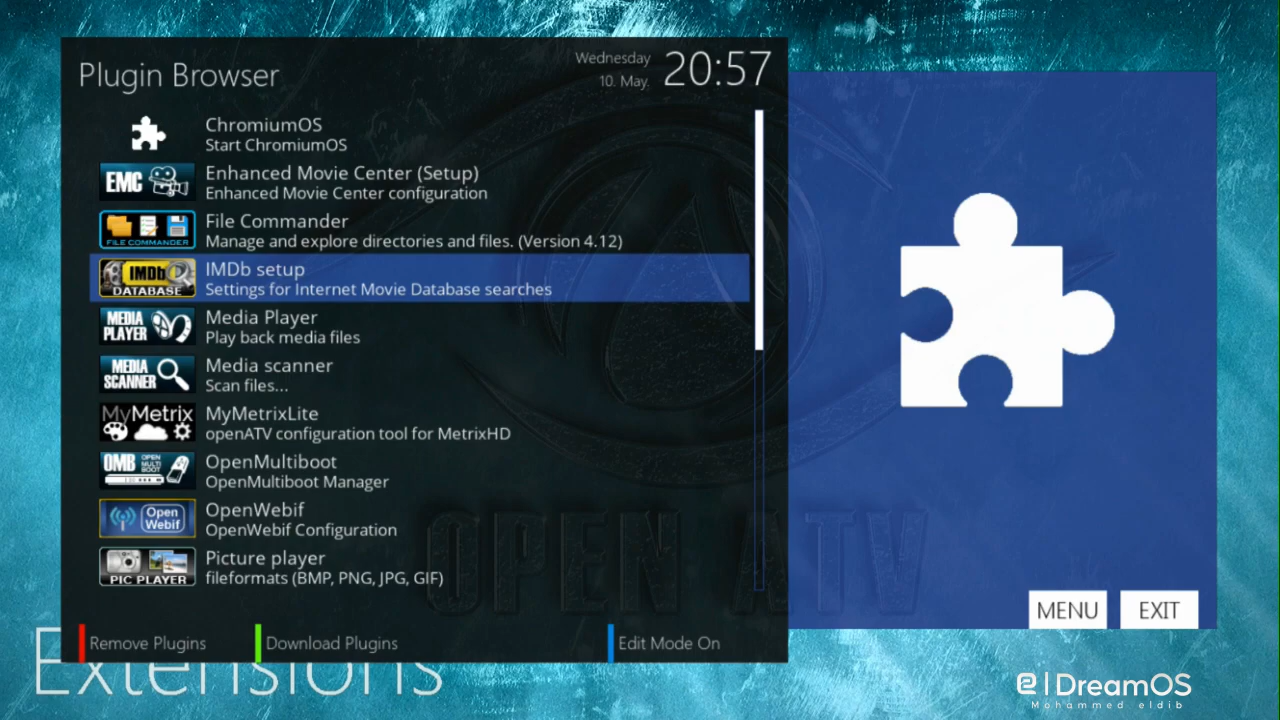 Plugin Browser
Wednesday
10. May.
20:57
ChromiumOS
Start ChromiumOS
EMC
Enhanced Movie Center (Setup)
Enhanced Movie Center configuration
FILE COMMANDER
File Commander
Manage and explore directories and files. (Version 4.12)
IMDb
DATABASE
IMDb setup
Settings for Internet Movie Database searches
MEDIA
PLAYER
Media Player
Play back media files
MEDIA
SCANNER
Media scanner
Scan files...
MyMetrix
MyMetrixLite
openATV configuration tool for MetrixHD
OMB
OPEN
MULTI
BOOT
OpenMultiboot
OpenMultiboot Manager
Open
Webif
OpenWebif
OpenWebif Configuration
PIC PLAYER
Picture player
fileformats (BMP, PNG, JPG, GIF)
OPEN ATV
MENU
EXIT
Remove Plugins
Download Plugins
Edit Mode On
Extensions
DreamOS
Mohammed eldib